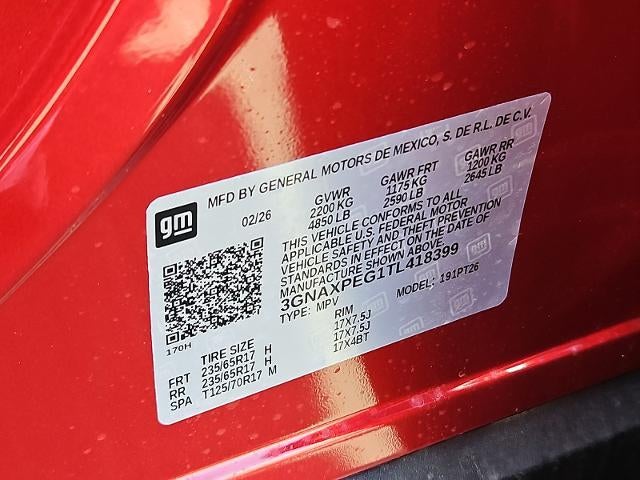 gm
MFD BY GENERAL MOTORS DE MEXICO, S. DE R.L. DE C.V.
02/26 GVWR GAWR FRT GAWR RR
2200 KG 1175 KG 1200 KG
4850 LB 2590 LB 2645 LB
THIS VEHICLE CONFORMS TO ALL
APPLICABLE U.S. FEDERAL MOTOR
VEHICLE SAFETY AND THEFT PREVENTION
STANDARDS IN EFFECT ON THE DATE OF
MANUFACTURE SHOWN ABOVE.
3GNAXPEG1TL418399
TYPE: MPV MODEL: 191PT26
170H
TIRE SIZE RIM
FRT 235/65R17 H 17X7.5J
RR 235/65R17 H 17X7.5J
SPA T125/70R17 M 17X4BT